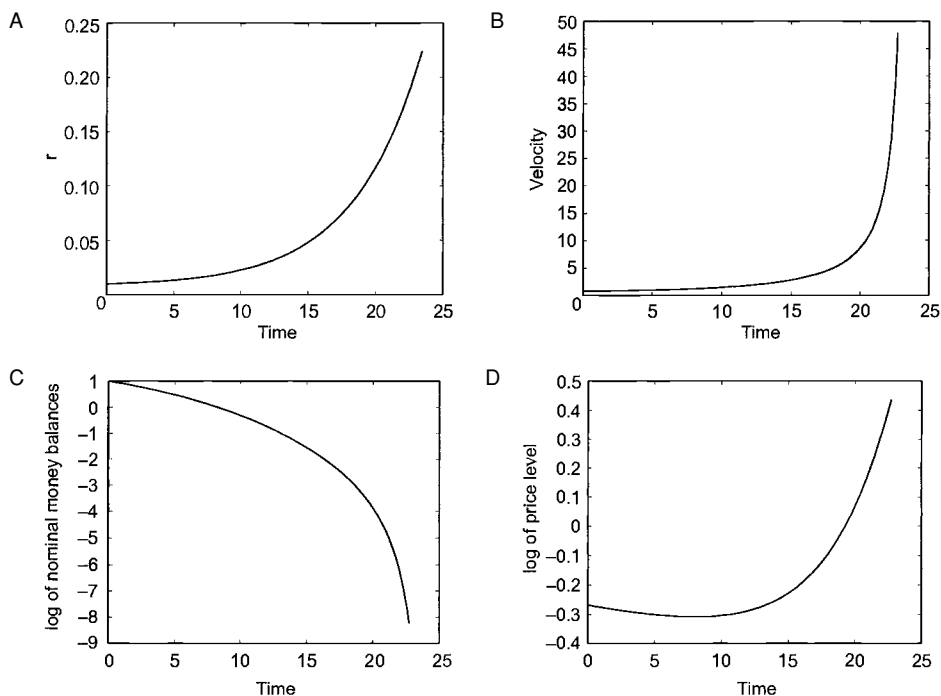 A
r
0.25
0.20
0.15
0.10
0.05
0
0 5 10 15 20 25
Time
B
Velocity
50
45
40
35
30
25
20
15
10
5
0
0 5 10 15 20 25
Time
C
log of nominal money balances
1
0
−1
−2
−3
−4
−5
−6
−7
−8
−9
0 5 10 15 20 25
Time
D
log of price level
0.5
0.4
0.3
0.2
0.1
0
−0.1
−0.2
−0.3
−0.4
0 5 10 15 20 25
Time